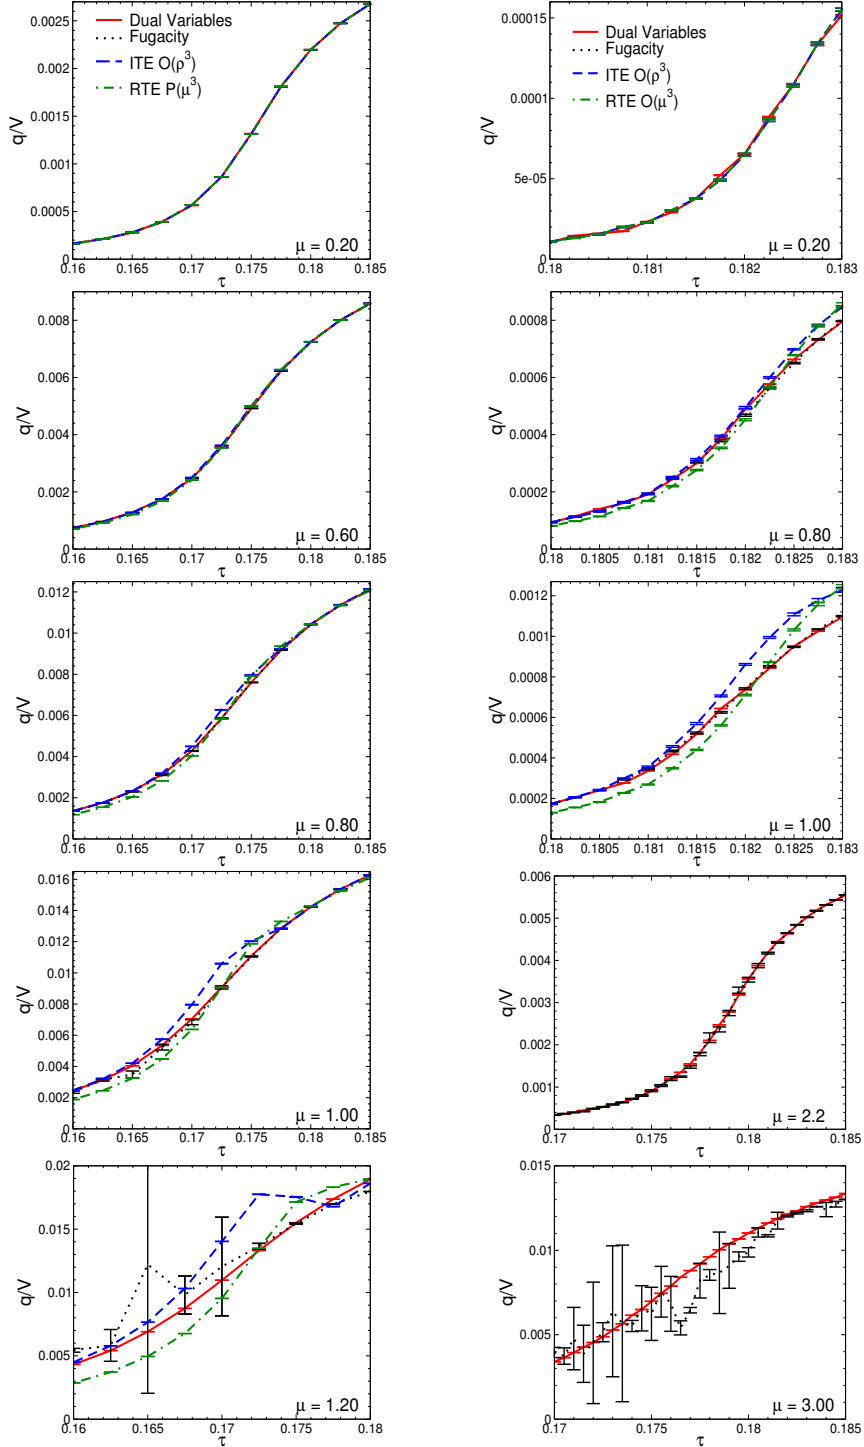 0.0025
0.002
0.0015
0.001
0.0005
0
q/V
Dual Variables
Fugacity
ITE O(ρ³)
RTE P(μ³)
μ = 0.20
0.16 0.165 0.17 0.175 0.18 0.185
τ
0.00015
0.0001
5e-05
0
q/V
Dual Variables
Fugacity
ITE O(ρ³)
RTE O(μ³)
μ = 0.20
0.18 0.181 0.182 0.183
τ
0.008
0.006
0.004
0.002
0
q/V
μ = 0.60
0.16 0.165 0.17 0.175 0.18 0.185
τ
0.0008
0.0006
0.0004
0.0002
0
q/V
μ = 0.80
0.18 0.1805 0.181 0.1815 0.182 0.1825 0.183
τ
0.012
0.01
0.008
0.006
0.004
0.002
0
q/V
μ = 0.80
0.16 0.165 0.17 0.175 0.18 0.185
τ
0.0012
0.001
0.0008
0.0006
0.0004
0.0002
0
q/V
μ = 1.00
0.18 0.1805 0.181 0.1815 0.182 0.1825 0.183
τ
0.016
0.014
0.012
0.01
0.008
0.006
0.004
0.002
0
q/V
μ = 1.00
0.16 0.165 0.17 0.175 0.18 0.185
τ
0.006
0.005
0.004
0.003
0.002
0.001
0
q/V
μ = 2.2
0.17 0.175 0.18 0.185
τ
0.02
0.015
0.01
0.005
0
q/V
μ = 1.20
0.16 0.165 0.17 0.175 0.18
τ
0.015
0.01
0.005
0
q/V
μ = 3.00
0.17 0.175 0.18 0.185
τ